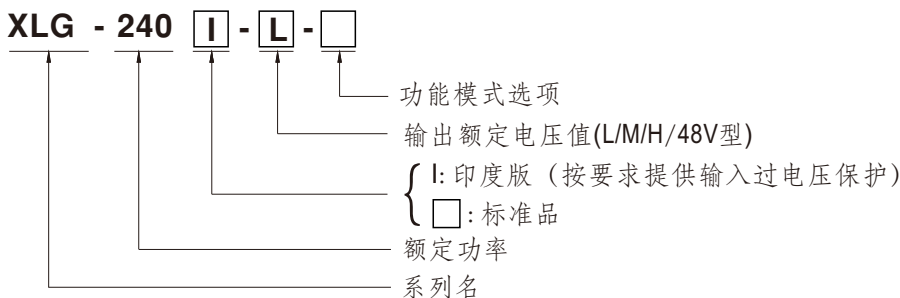 XLG - 240 I - L - □
功能模式选项
输出额定电压值(L/M/H/48V型)
I: 印度版（按要求提供输入过电压保护）
□: 标准品
额定功率
系列名